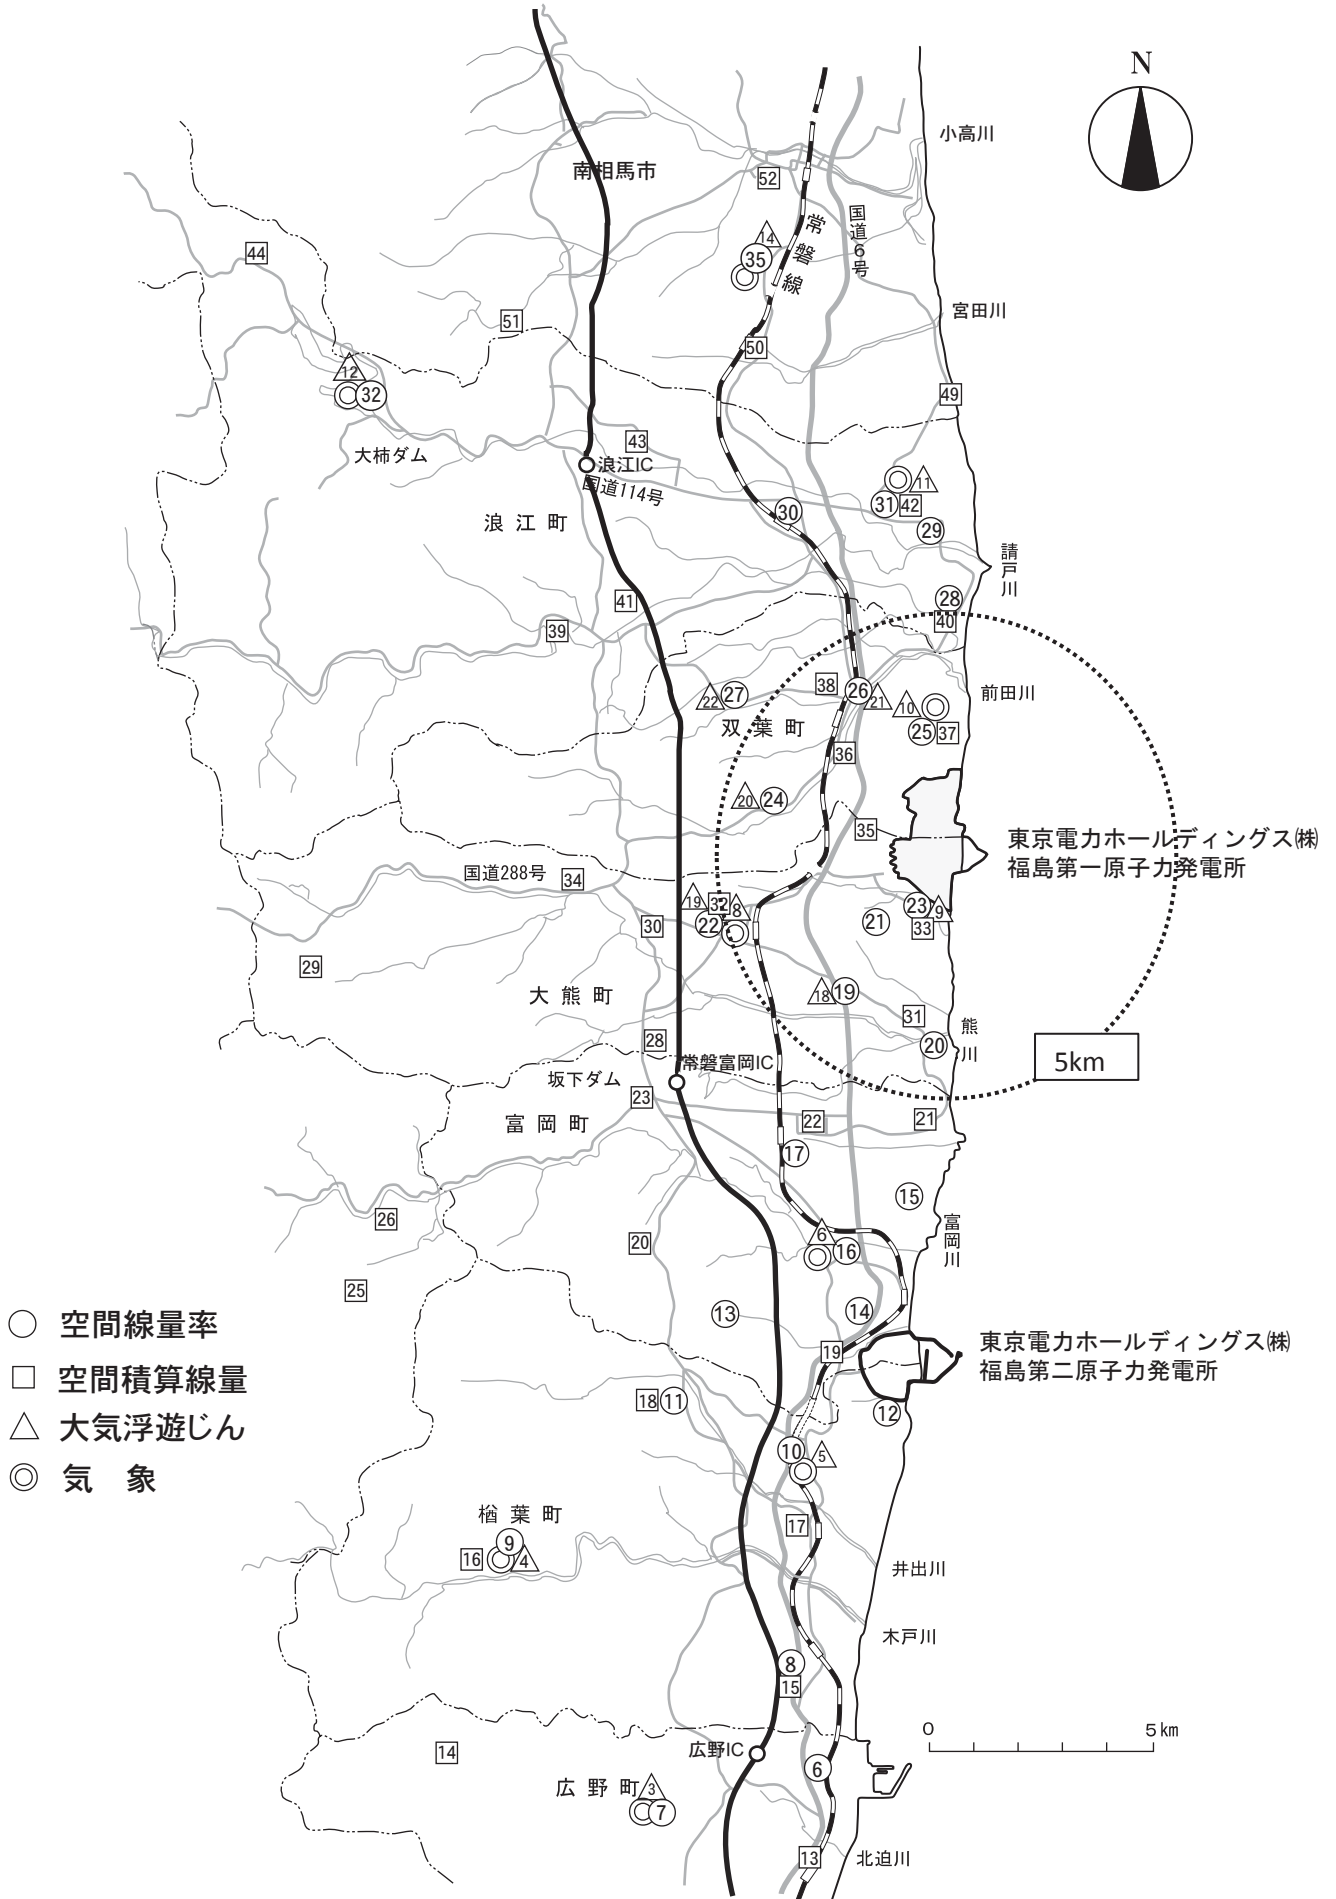 N
小高川
南相馬市
52
国道6号
14
常磐線
35
44
宮田川
51
50
12
32
49
43
大柿ダム
浪江IC
国道114号
11
31
42
30
浪江町
29
請戸川
28
41
40
39
38
26
22
27
21
10
前田川
25
37
双葉町
36
20
24
35
東京電力ホールディングス㈱
福島第一原子力発電所
国道288号
34
19
32
8
23
9
30
22
21
33
29
大熊町
18
19
31
熊川
28
20
常磐富岡IC
5km
坂下ダム
23
22
21
富岡町
17
15
26
富岡川
20
6
16
25
13
14
○ 空間線量率
19
東京電力ホールディングス㈱
福島第二原子力発電所
□ 空間積算線量
18
11
12
△ 大気浮遊じん
10
5
◎ 気 象
楢葉町
17
9
16
4
井出川
木戸川
8
15
0
5km
広野IC
14
6
広野町
3
7
13
北迫川